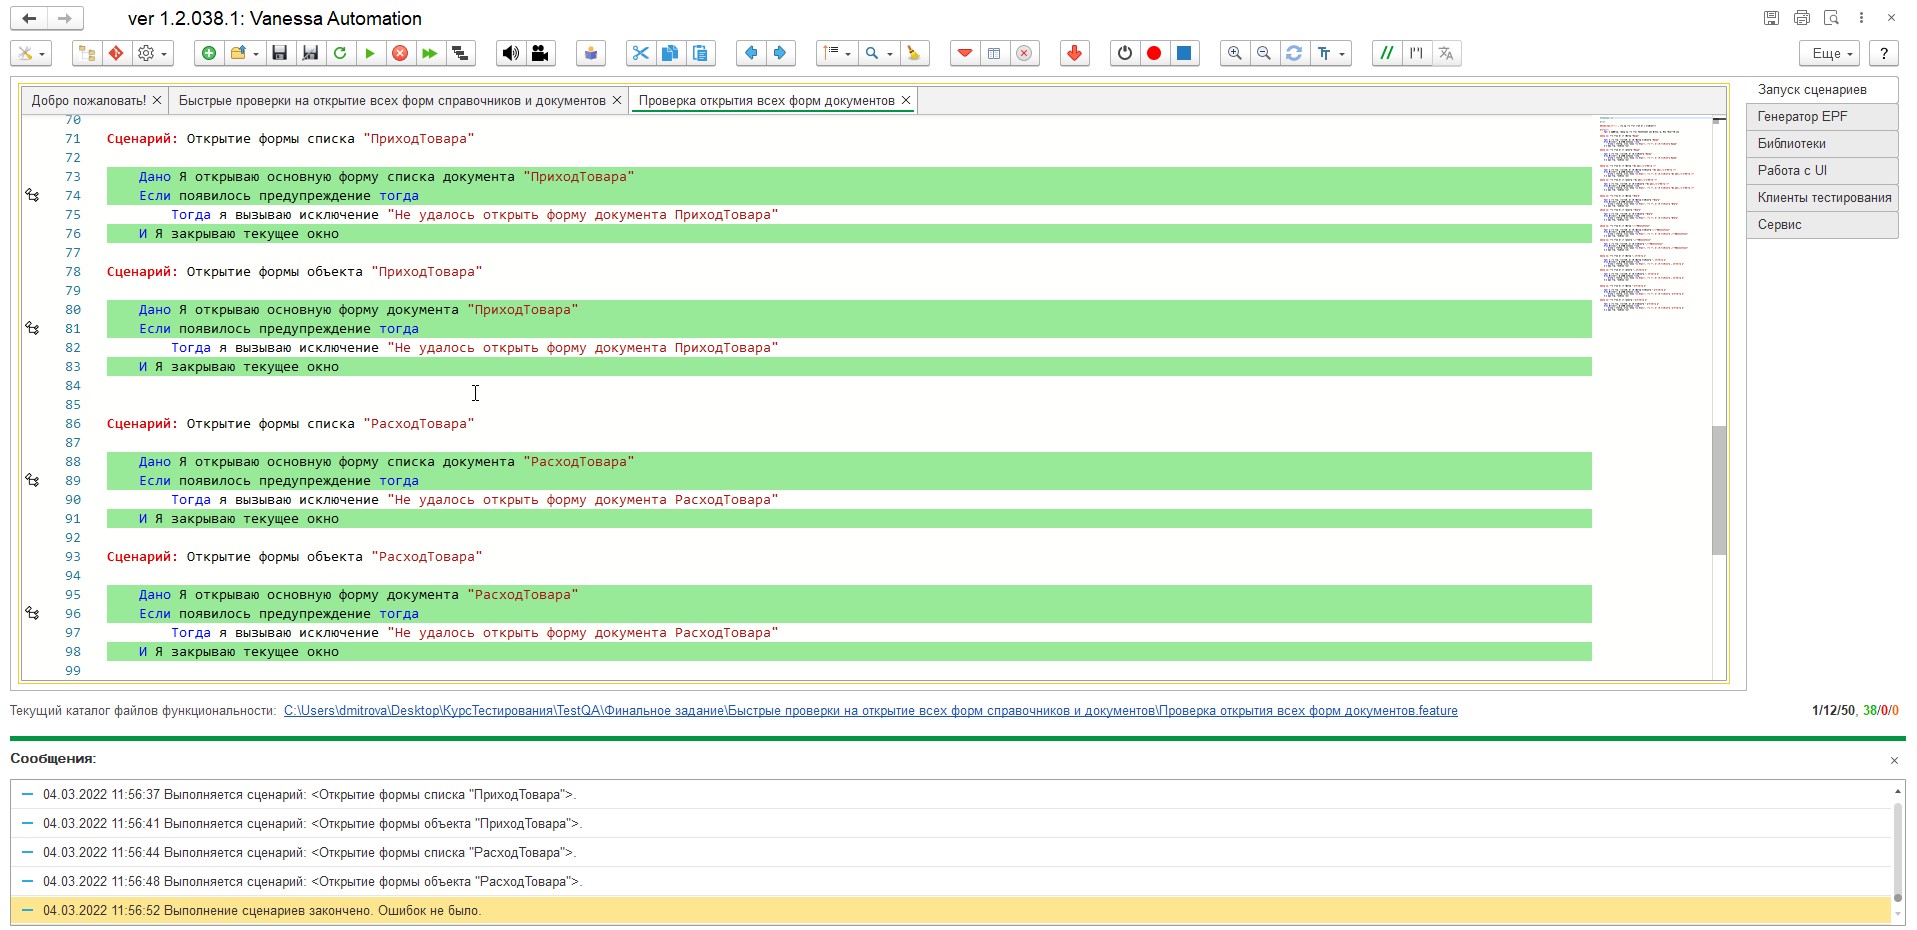 ver 1.2.038.1: Vanessa Automation
Еще
?
Добро пожаловать!
Быстрые проверки на открытие всех форм справочников и документов
Проверка открытия всех форм документов
Запуск сценариев
Генератор EPF
Библиотеки
Работа с UI
Клиенты тестирования
Сервис
70
71 Сценарий: Открытие формы списка "ПриходТовара"
72
73 Дано Я открываю основную форму списка документа "ПриходТовара"
74 Если появилось предупреждение тогда
75 Тогда я вызываю исключение "Не удалось открыть форму документа ПриходТовара"
76 И Я закрываю текущее окно
77
78 Сценарий: Открытие формы объекта "ПриходТовара"
79
80 Дано Я открываю основную форму документа "ПриходТовара"
81 Если появилось предупреждение тогда
82 Тогда я вызываю исключение "Не удалось открыть форму документа ПриходТовара"
83 И Я закрываю текущее окно
84
85
86 Сценарий: Открытие формы списка "РасходТовара"
87
88 Дано Я открываю основную форму списка документа "РасходТовара"
89 Если появилось предупреждение тогда
90 Тогда я вызываю исключение "Не удалось открыть форму документа РасходТовара"
91 И Я закрываю текущее окно
92
93 Сценарий: Открытие формы объекта "РасходТовара"
94
95 Дано Я открываю основную форму документа "РасходТовара"
96 Если появилось предупреждение тогда
97 Тогда я вызываю исключение "Не удалось открыть форму документа РасходТовара"
98 И Я закрываю текущее окно
99
Текущий каталог файлов функциональности: C:\Users\dmitrova\Desktop\КурсТестирования\TestQA\Финальное задание\Быстрые проверки на открытие всех форм справочников и документов\Проверка открытия всех форм документов.feature
1/12/50, 38/0/0
Сообщения:
04.03.2022 11:56:37 Выполняется сценарий: <Открытие формы списка "ПриходТовара">.
04.03.2022 11:56:41 Выполняется сценарий: <Открытие формы объекта "ПриходТовара">.
04.03.2022 11:56:44 Выполняется сценарий: <Открытие формы списка "РасходТовара">.
04.03.2022 11:56:48 Выполняется сценарий: <Открытие формы объекта "РасходТовара">.
04.03.2022 11:56:52 Выполнение сценариев закончено. Ошибок не было.